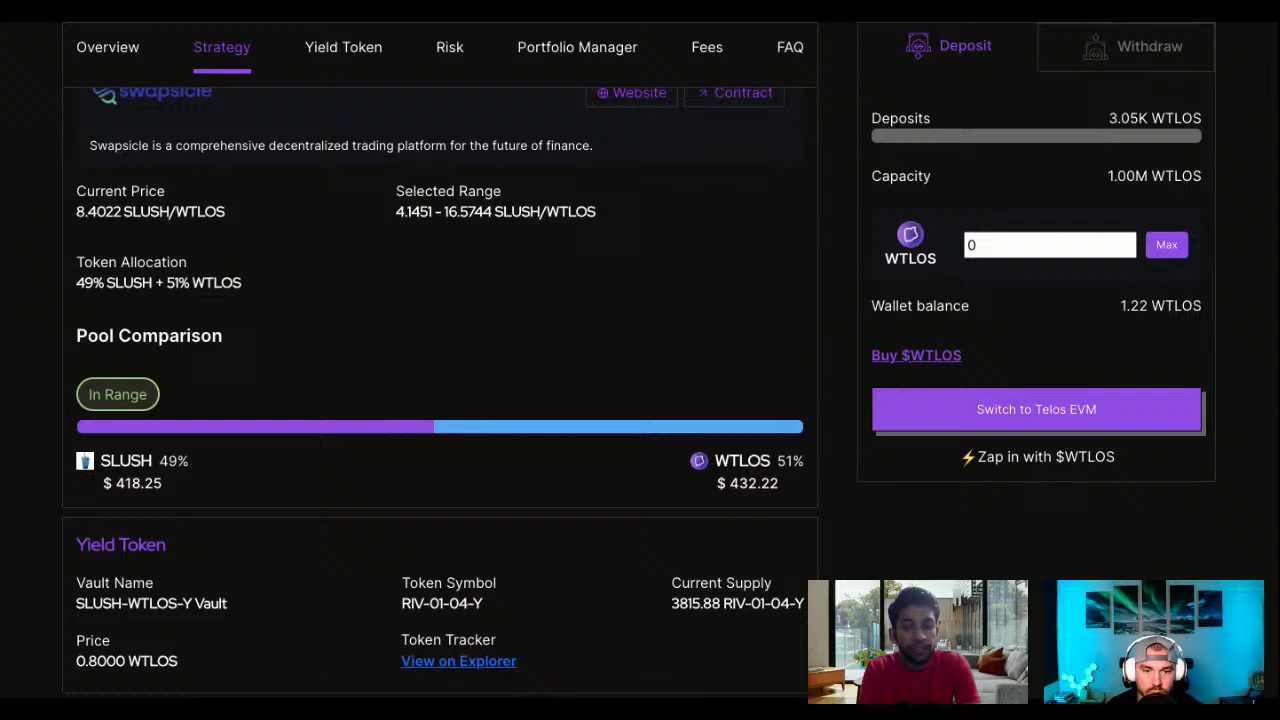 Overview Strategy Yield Token Risk Portfolio Manager Fees FAQ
swapsicle
Website Contract
Swapsicle is a comprehensive decentralized trading platform for the future of finance.
Current Price
8.4022 SLUSH/WTLOS
Selected Range
4.1451 - 16.5744 SLUSH/WTLOS
Token Allocation
49% SLUSH + 51% WTLOS
Pool Comparison
In Range
SLUSH 49%
$ 418.25
WTLOS 51%
$ 432.22
Yield Token
Vault Name
SLUSH-WTLOS-Y Vault
Token Symbol
RIV-01-04-Y
Current Supply
3815.88 RIV-01-04-Y
Price
0.8000 WTLOS
Token Tracker
View on Explorer
Deposit Withdraw
Deposits 3.05K WTLOS
Capacity 1.00M WTLOS
WTLOS
0
Max
Wallet balance 1.22 WTLOS
Buy $WTLOS
Switch to Telos EVM
⚡Zap in with $WTLOS